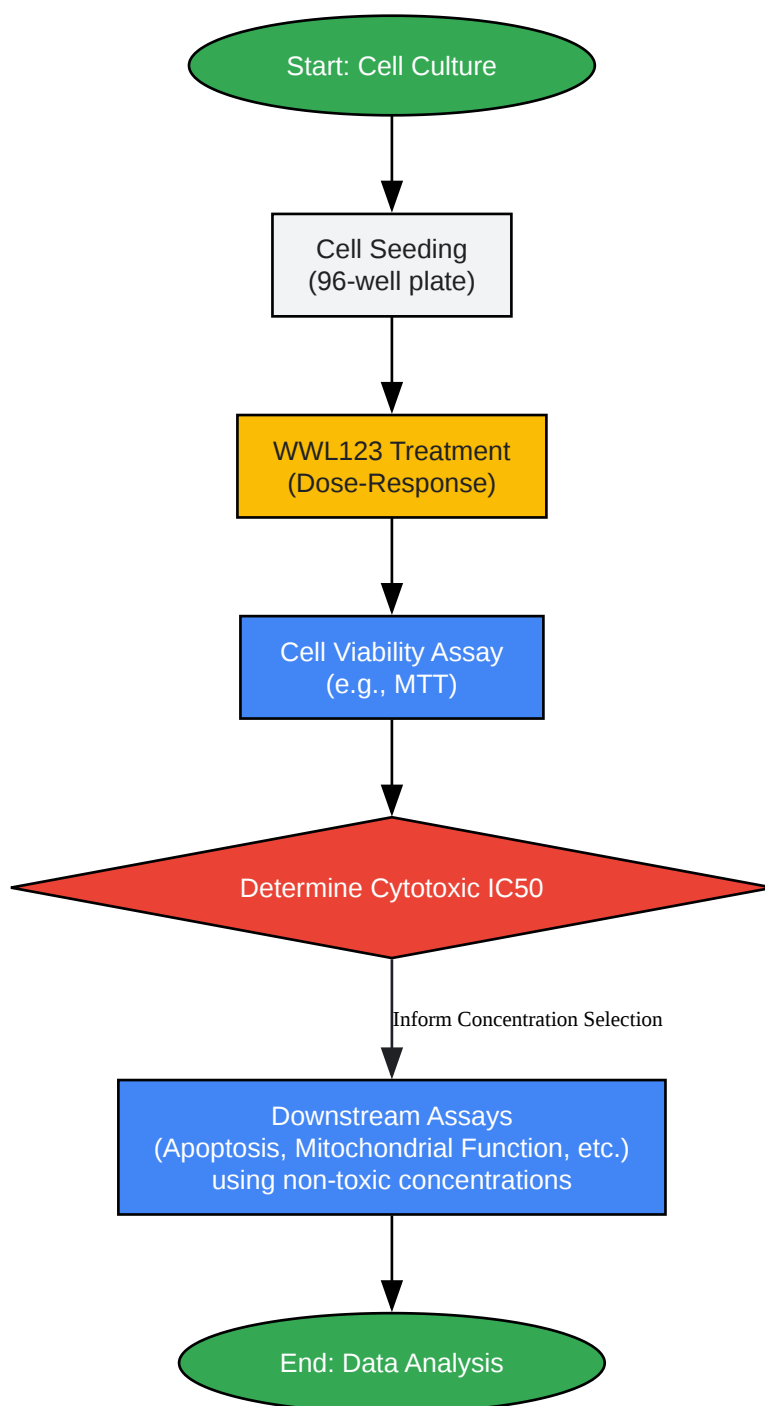 Start: Cell Culture
Cell Seeding
(96-well plate)
WWL123 Treatment
(Dose-Response)
Cell Viability Assay
(e.g., MTT)
Determine Cytotoxic IC50
Inform Concentration Selection
Downstream Assays
(Apoptosis, Mitochondrial Function, etc.)
using non-toxic concentrations
End: Data Analysis